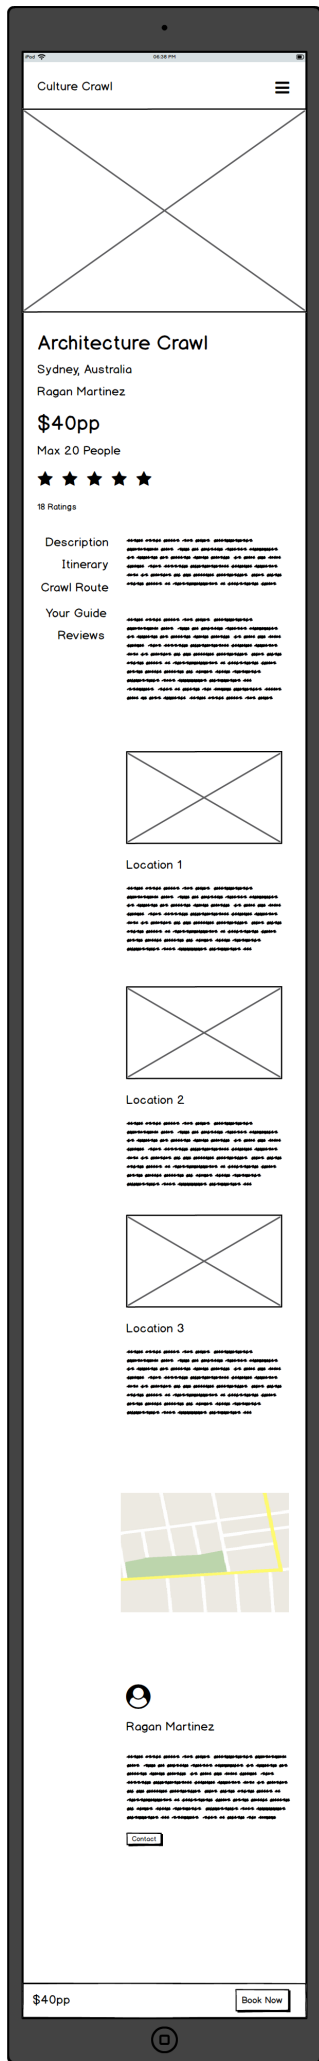 iPod
06:38 PM
Culture Crawl
Architecture Crawl
Sydney, Australia
Ragan Martinez
$40pp
Max 20 People
18 Ratings
Description
Itinerary
Crawl Route
Your Guide
Reviews
Location 1
Location 2
Location 3
Ragan Martinez
Contact
$40pp
Book Now